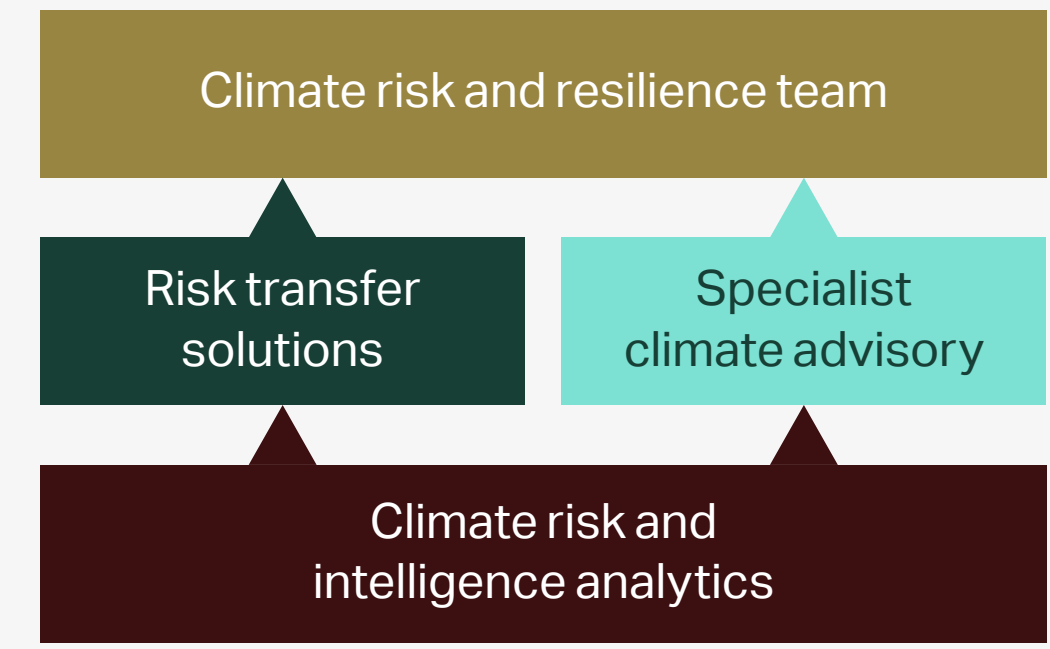 Climate risk and resilience team
Risk transfer
solutions
Specialist
climate advisory
Climate risk and
intelligence analytics